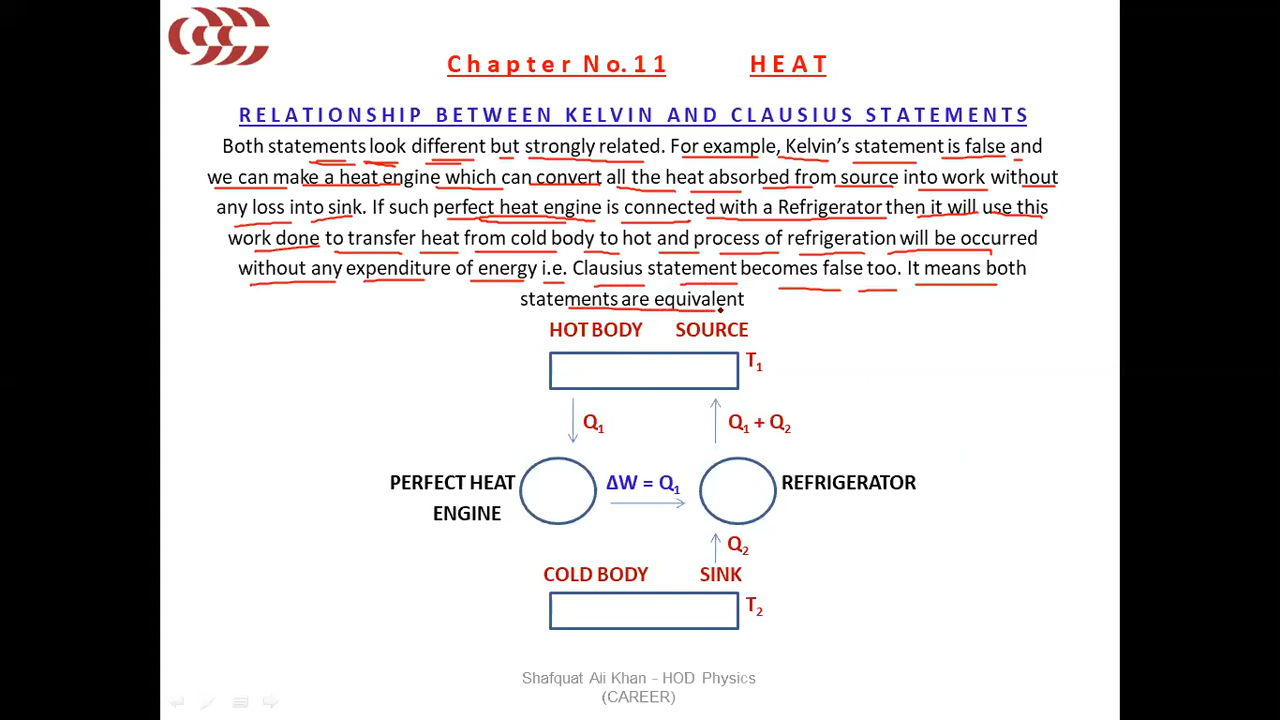 Chapter No. 11 HEAT
RELATIONSHIP BETWEEN KELVIN AND CLAUSIUS STATEMENTS
Both statements look different but strongly related. For example, Kelvin's statement is false and
we can make a heat engine which can convert all the heat absorbed from source into work without
any loss into sink. If such perfect heat engine is connected with a Refrigerator then it will use this
work done to transfer heat from cold body to hot and process of refrigeration will be occurred
without any expenditure of energy i.e. Clausius statement becomes false too. It means both
statements are equivalent
HOT BODY SOURCE
T₁
Q₁ Q₁ + Q₂
PERFECT HEAT ENGINE
ΔW = Q₁
REFRIGERATOR
Q₂
COLD BODY SINK
T₂
Shafquat Ali Khan - HOD Physics
(CAREER)